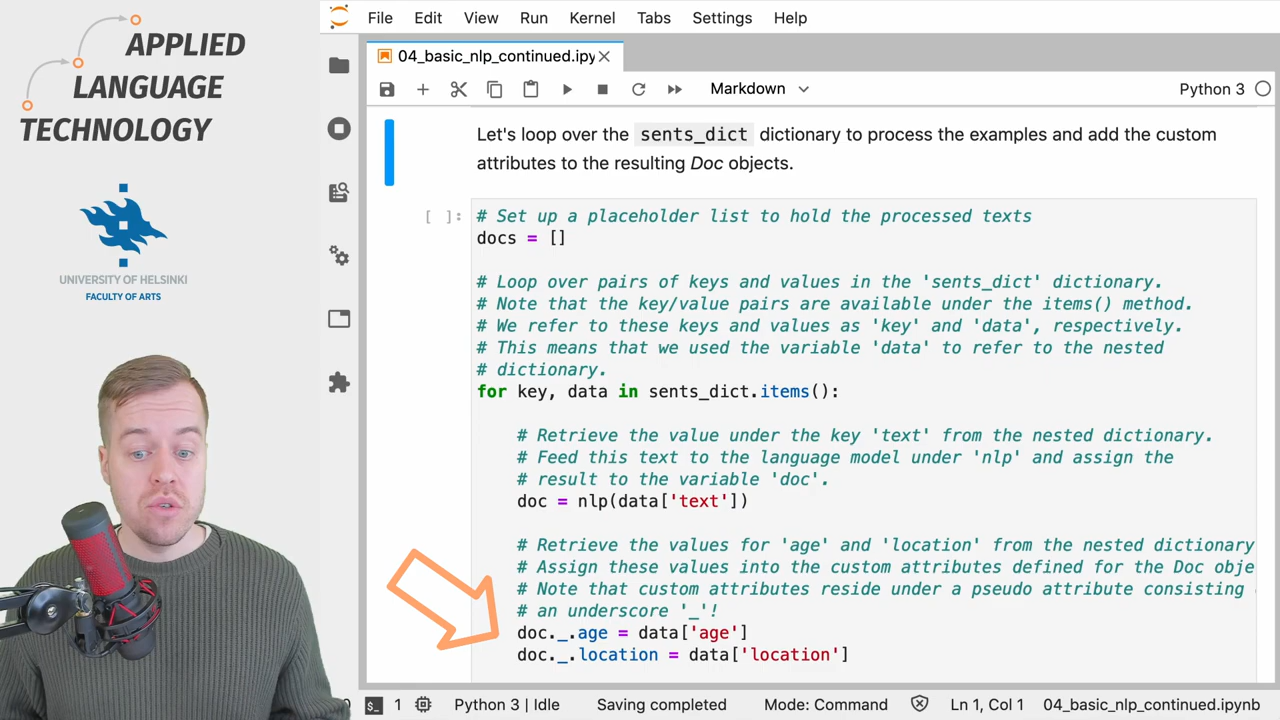 APPLIED
LANGUAGE
TECHNOLOGY
UNIVERSITY OF HELSINKI
FACULTY OF ARTS
File Edit View Run Kernel Tabs Settings Help
04_basic_nlp_continued.ipy
Markdown
Python 3
Let's loop over the sents_dict dictionary to process the examples and add the custom
attributes to the resulting Doc objects.
[ ]:
# Set up a placeholder list to hold the processed texts
docs = []
# Loop over pairs of keys and values in the 'sents_dict' dictionary.
# Note that the key/value pairs are available under the items() method.
# We refer to these keys and values as 'key' and 'data', respectively.
# This means that we used the variable 'data' to refer to the nested
# dictionary.
for key, data in sents_dict.items():
# Retrieve the value under the key 'text' from the nested dictionary.
# Feed this text to the language model under 'nlp' and assign the
# result to the variable 'doc'.
doc = nlp(data['text'])
# Retrieve the values for 'age' and 'location' from the nested dictionary
# Assign these values into the custom attributes defined for the Doc obje
# Note that custom attributes reside under a pseudo attribute consisting
# an underscore '_'!
doc._.age = data['age']
doc._.location = data['location']
0 $_ 1 Python 3 | Idle Saving completed Mode: Command Ln 1, Col 1 04_basic_nlp_continued.ipynb